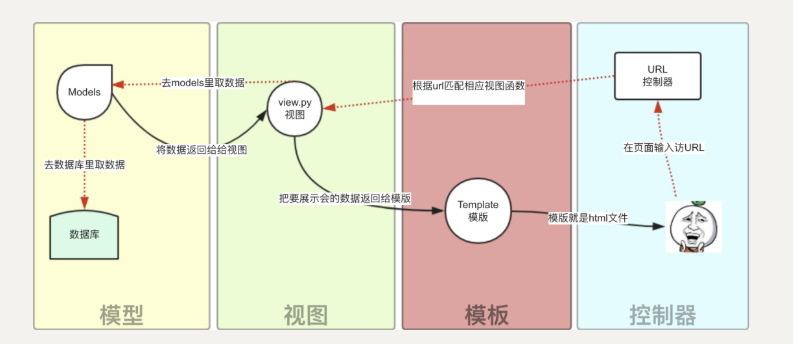 去models里取数据
根据url匹配相应视图函数
URL
控制器
Models
view.py
视图
将数据返回给给视图
在页面输入访URL
去数据库里取数据
把要展示会的数据返回给模版
Template
模版
模版就是html文件
数据库
模型
视图
模板
控制器